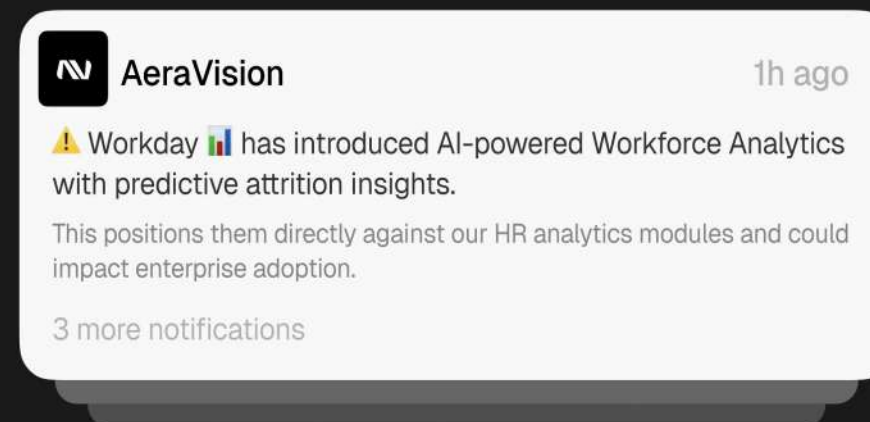 AeraVision
1h ago
⚠️ Workday 📊 has introduced AI-powered Workforce Analytics
with predictive attrition insights.
This positions them directly against our HR analytics modules and could
impact enterprise adoption.
3 more notifications